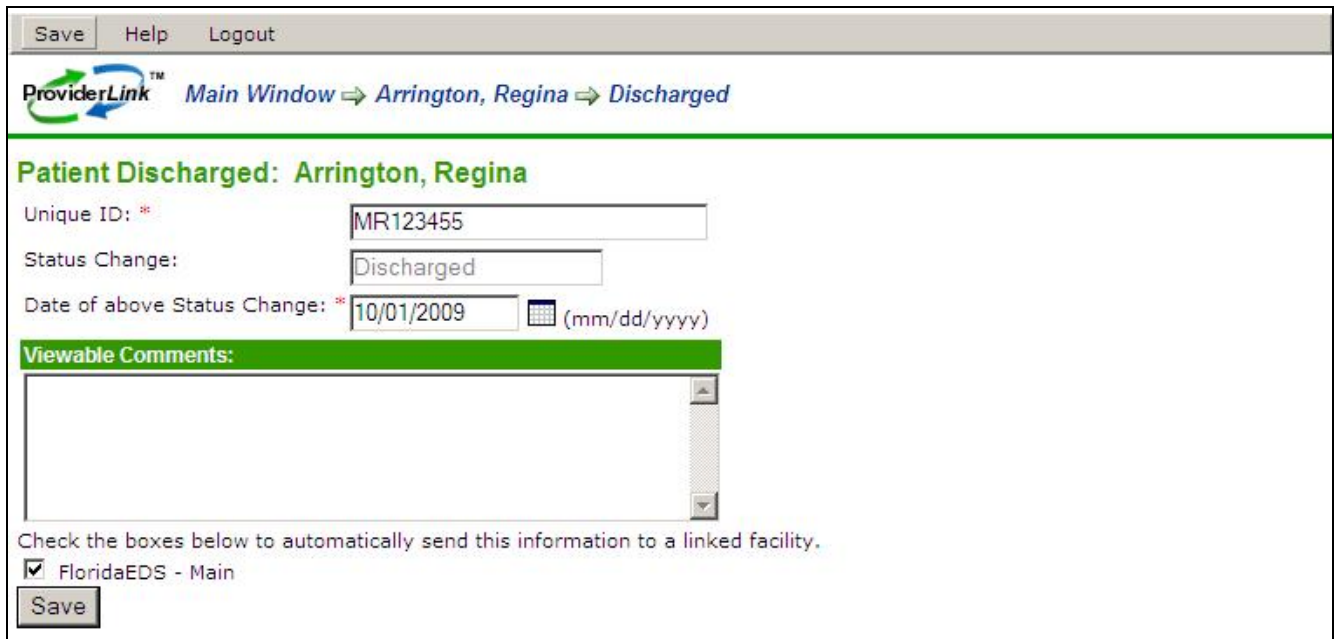 Save Help Logout
ProviderLink™ Main Window ⇨ Arrington, Regina ⇨ Discharged
Patient Discharged: Arrington, Regina
Unique ID: * MR123455
Status Change: Discharged
Date of above Status Change: * 10/01/2009 (mm/dd/yyyy)
Viewable Comments:
Check the boxes below to automatically send this information to a linked facility.
FloridaEDS - Main
Save